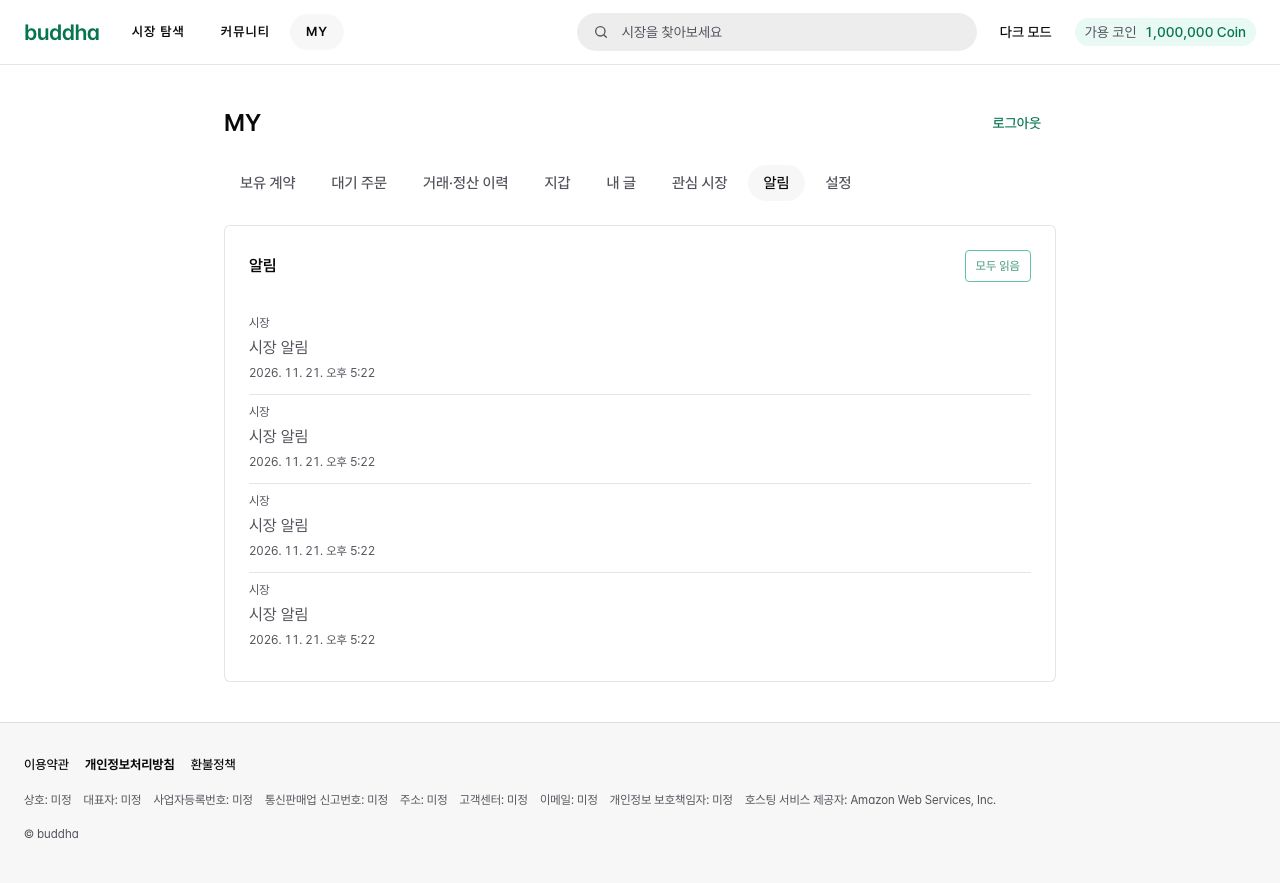 buddha 시장 탐색 커뮤니티 MY 시장을 찾아보세요 다크 모드 가용 코인 1,000,000 Coin
MY 로그아웃
보유 계약 대기 주문 거래·정산 이력 지갑 내 글 관심 시장 알림 설정
알림 모두 읽음
시장
시장 알림
2026. 11. 21. 오후 5:22
시장
시장 알림
2026. 11. 21. 오후 5:22
시장
시장 알림
2026. 11. 21. 오후 5:22
시장
시장 알림
2026. 11. 21. 오후 5:22
이용약관 개인정보처리방침 환불정책
상호: 미정 대표자: 미정 사업자등록번호: 미정 통신판매업 신고번호: 미정 주소: 미정 고객센터: 미정 이메일: 미정 개인정보 보호책임자: 미정 호스팅 서비스 제공자: Amazon Web Services, Inc.
© buddha